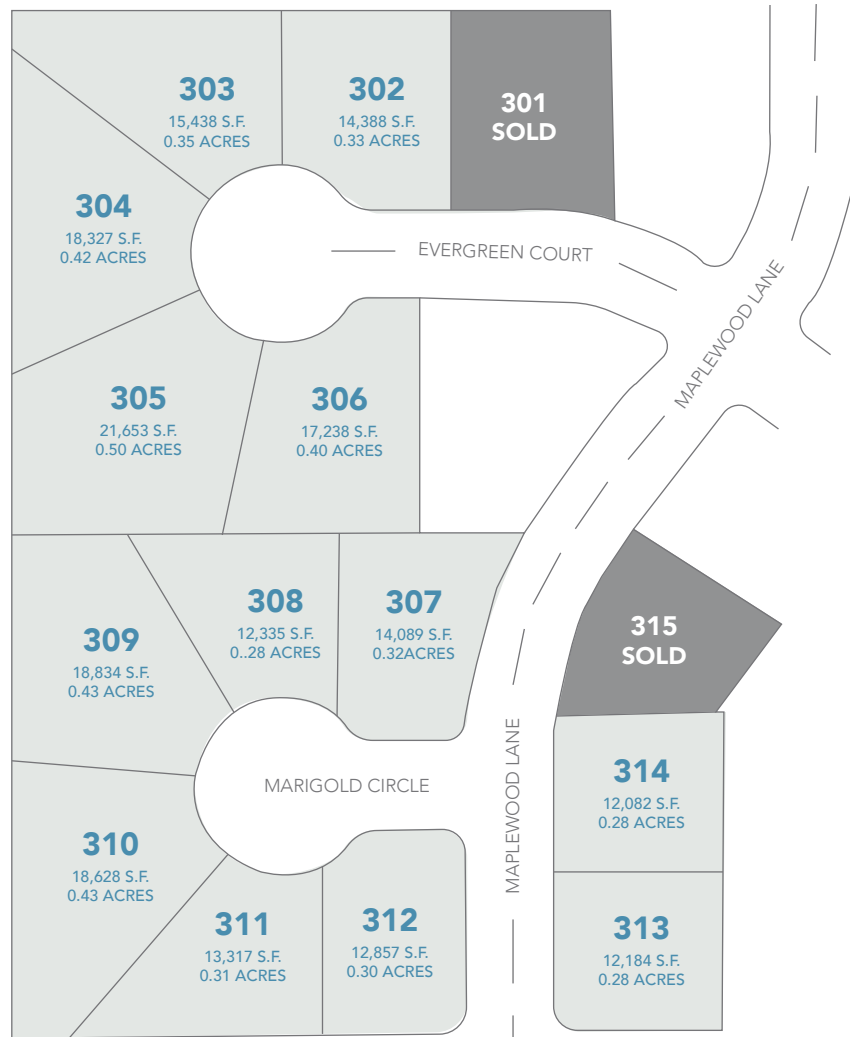 303
15,438 S.F.
0.35 ACRES
302
14,388 S.F.
0.33 ACRES
301
SOLD
304
18,327 S.F.
0.42 ACRES
EVERGREEN COURT
MAPLEWOOD LANE
305
21,653 S.F.
0.50 ACRES
306
17,238 S.F.
0.40 ACRES
309
18,834 S.F.
0.43 ACRES
308
12,335 S.F.
0..28 ACRES
307
14,089 S.F.
0.32ACRES
315
SOLD
MARIGOLD CIRCLE
MAPLEWOOD LANE
314
12,082 S.F.
0.28 ACRES
310
18,628 S.F.
0.43 ACRES
311
13,317 S.F.
0.31 ACRES
312
12,857 S.F.
0.30 ACRES
313
12,184 S.F.
0.28 ACRES